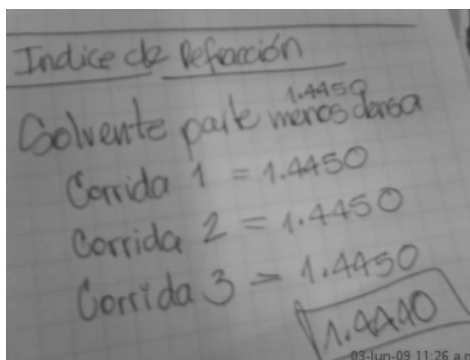 Indice de Refracción
1.4450
Solvente parte menos densa
Corrida 1 = 1.4450
Corrida 2 = 1.4450
Corrida 3 = 1.4450
1.4440
03-Jun-09 11:26 a.m